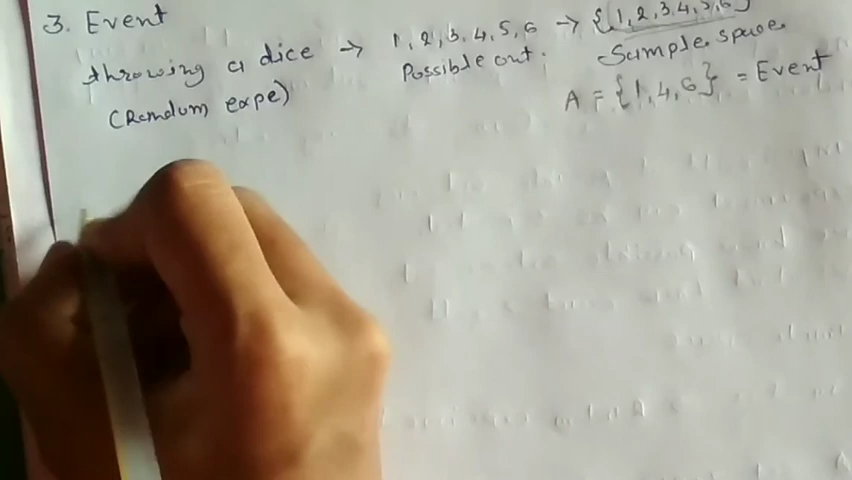 3. Event
throwing a dice → 1, 2, 3, 4, 5, 6 → {1, 2, 3, 4, 5, 6}
(Random expe) Possible out. Sample space
A = {1, 4, 6} = Event